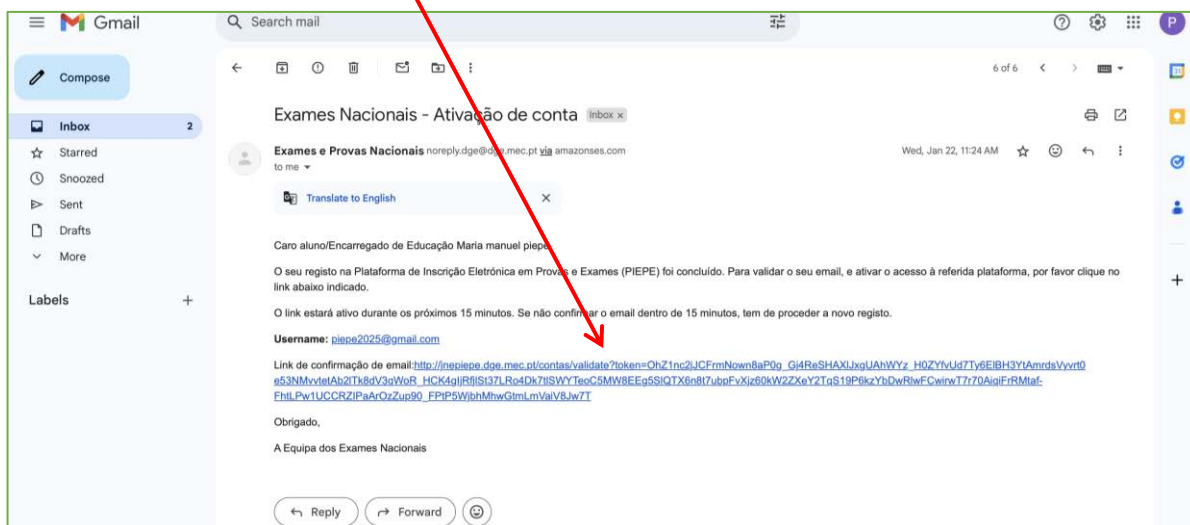 Gmail
Search mail
P
Compose
6 of 6
Inbox 2
Starred
Snoozed
Sent
Drafts
More
Labels
Exames Nacionais - Ativação de conta Inbox x
Exames e Provas Nacionais noreply.dge@dge.mec.pt via amazonses.com Wed, Jan 22, 11:24 AM
to me
Translate to English
Caro aluno/Encarregado de Educação Maria manuel piepe,
O seu registo na Plataforma de Inscrição Eletrónica em Provas e Exames (PIEPE) foi concluído. Para validar o seu email, e ativar o acesso à referida plataforma, por favor clique no
link abaixo indicado.
O link estará ativo durante os próximos 15 minutos. Se não confirmar o email dentro de 15 minutos, tem de proceder a novo registo.
Username: piepe2025@gmail.com
Link de confirmação de email:
Obrigado,
A Equipa dos Exames Nacionais
Reply
Forward